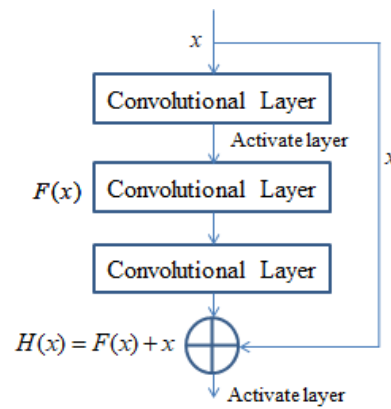 x
Convolutional Layer
Activate layer
x
F(x)
Convolutional Layer
Convolutional Layer
H(x) = F(x) + x
Activate layer